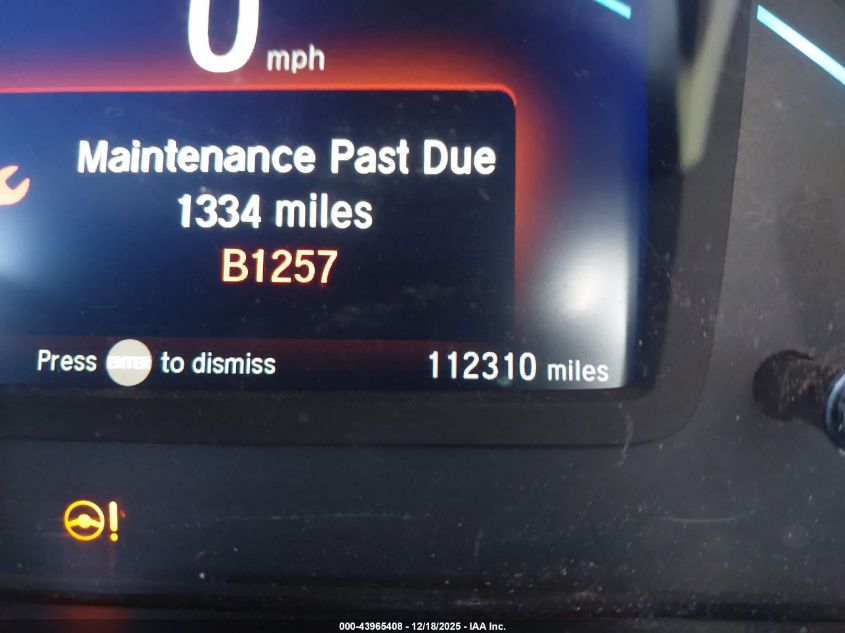 0 mph
Maintenance Past Due
1334 miles
B1257
Press ENTER to dismiss
112310 miles
!
000-43965408 - 12/18/2025 - IAA Inc.